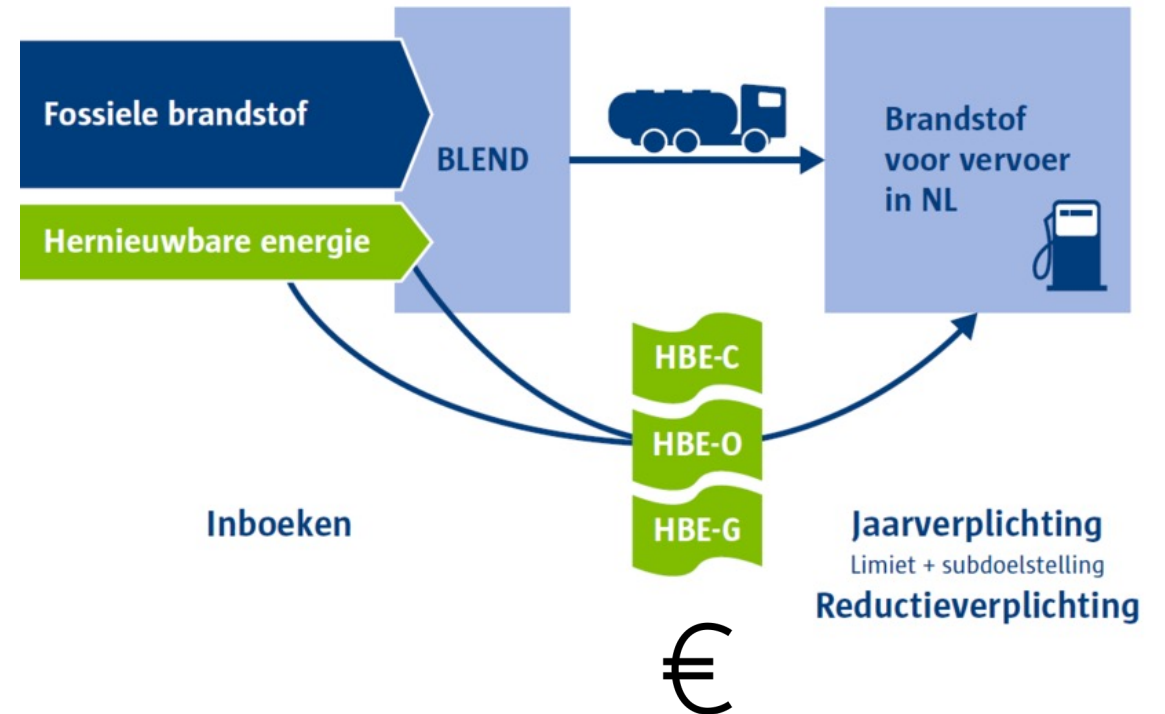 Fossiele brandstof
BLEND
Hernieuwbare energie
Brandstof
voor vervoer
in NL
HBE-C
HBE-O
HBE-G
Inboeken
Jaarverplichting
Limiet + subdoelstelling
Reductieverplichting
€